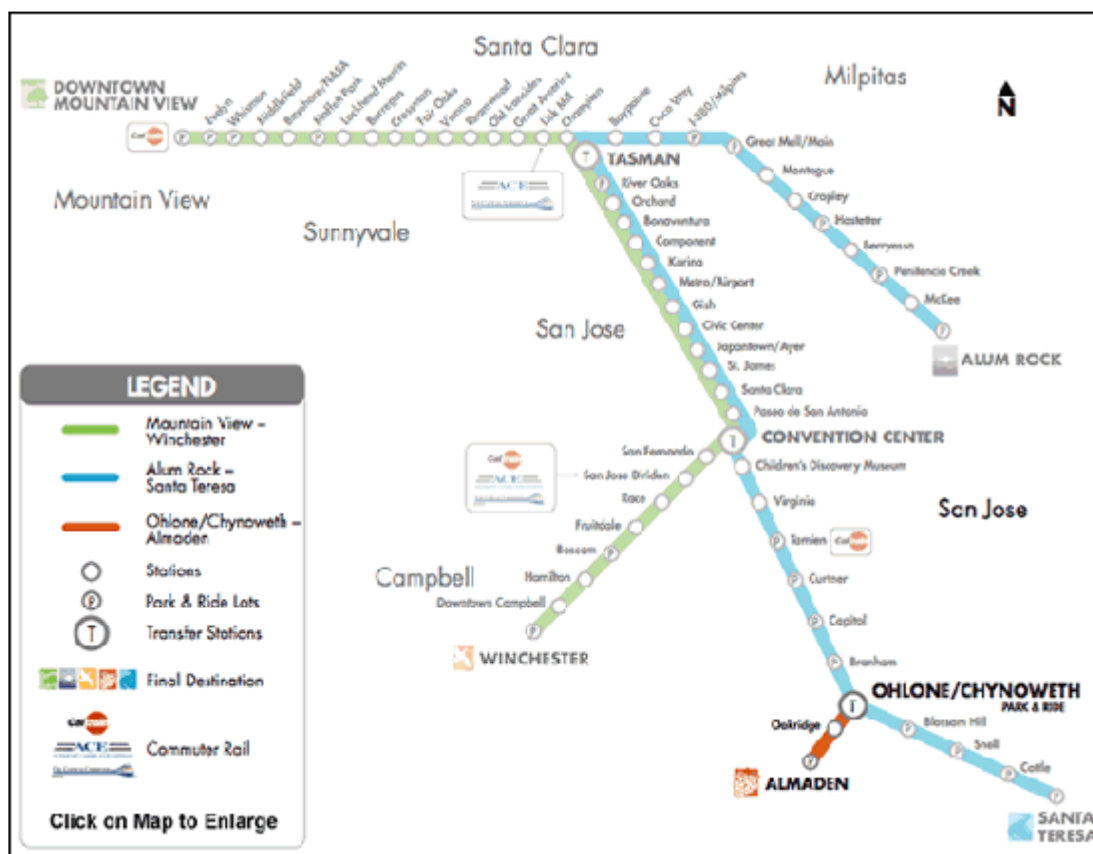 Santa Clara
Milpitas
DOWNTOWN
MOUNTAIN VIEW
N
Evelyn
Whisman
Middlefield
Bayshore/NASA
Moffett Park
Lockheed Martin
Borregas
Crossman
Fair Oaks
Vienna
Reamwood
Old Ironsides
Great America
Lick Mill
Champion
Baypointe
Cisco Way
I-880/Milpitas
Great Mall/Main
Montague
Cropley
Hostetter
Berryessa
Penitencia Creek
McKee
ALUM ROCK
TASMAN
River Oaks
Orchard
Bonaventura
Component
Karina
Metro/Airport
Gish
Civic Center
Japantown/Ayer
St. James
Santa Clara
Paseo de San Antonio
CONVENTION CENTER
ACE
Mountain View
Sunnyvale
San Jose
San Fernando
San Jose Diridon
Race
Fruitdale
Bascom
Hamilton
Downtown Campbell
WINCHESTER
Campbell
ACE
Children's Discovery Museum
Virginia
Tamien
Curtner
Capitol
Branham
San Jose
OHLONE/CHYNOWETH
PARK & RIDE
Oakridge
ALMADEN
Blossom Hill
Snell
Cottle
SANTA
TERESA
LEGEND
Mountain View –
Winchester
Alum Rock –
Santa Teresa
Ohlone/Chynoweth –
Almaden
Stations
P Park & Ride Lots
T Transfer Stations
Final Destination
ACE
Commuter Rail
Click on Map to Enlarge